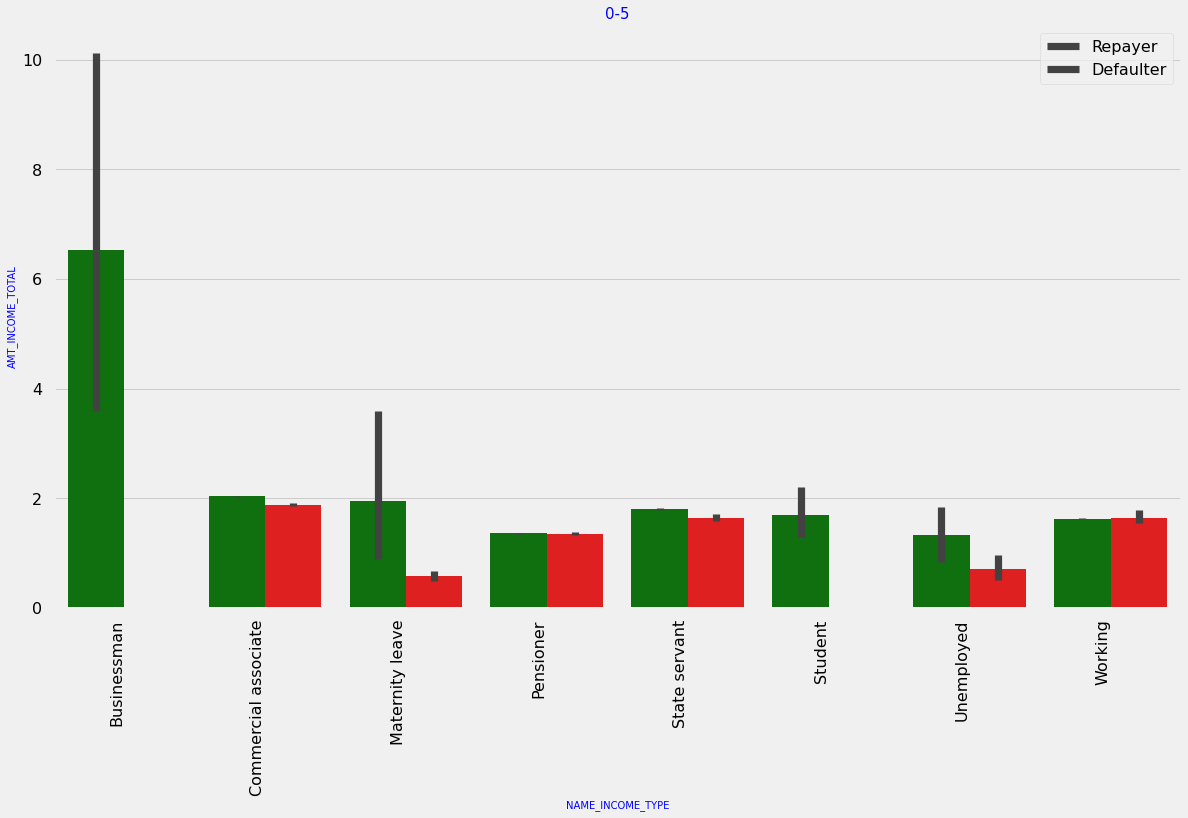 0-5
Repayer
Defaulter
10
8
6
4
2
0
AMT_INCOME_TOTAL
Businessman
Commercial associate
Maternity leave
Pensioner
State servant
Student
Unemployed
Working
NAME_INCOME_TYPE